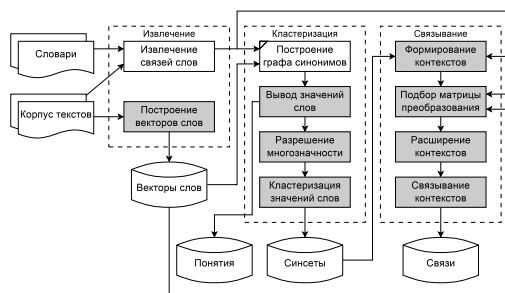 Извлечение
Кластеризация
Связывание
Словари
Извлечение
связей слов
Построение
графа синонимов
Формирование
контекстов
Корпус текстов
Построение
векторов слов
Вывод значений
слов
Подбор матрицы
преобразования
Разрешение
многозначности
Расширение
контекстов
Векторы слов
Кластеризация
значений слов
Связывание
контекстов
Понятия
Синсеты
Связи